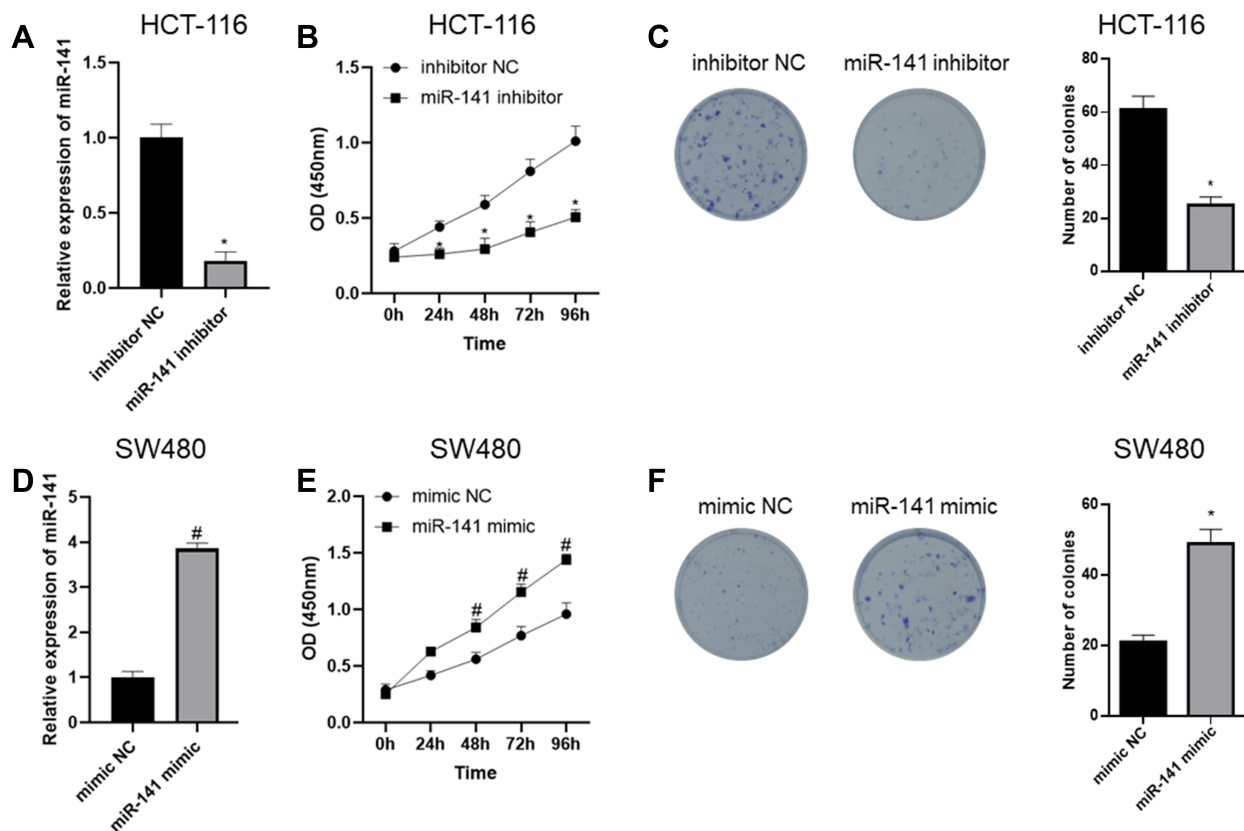 A
HCT-116
Relative expression of miR-141
1.5
1.0
0.5
0.0
*
inhibitor NC
miR-141 inhibitor
B
HCT-116
inhibitor NC
miR-141 inhibitor
OD (450nm)
1.5
1.0
0.5
0.0
* * * *
0h 24h 48h 72h 96h
Time
C
inhibitor NC miR-141 inhibitor
HCT-116
Number of colonies
80
60
40
20
0
*
inhibitor NC
miR-141 inhibitor
D
SW480
Relative expression of miR-141
5
4
3
2
1
0
#
mimic NC
miR-141 mimic
E
SW480
mimic NC
miR-141 mimic
OD (450nm)
2.0
1.5
1.0
0.5
0.0
# # #
0h 24h 48h 72h 96h
Time
F
mimic NC miR-141 mimic
SW480
Number of colonies
60
40
20
0
*
mimic NC
miR-141 mimic